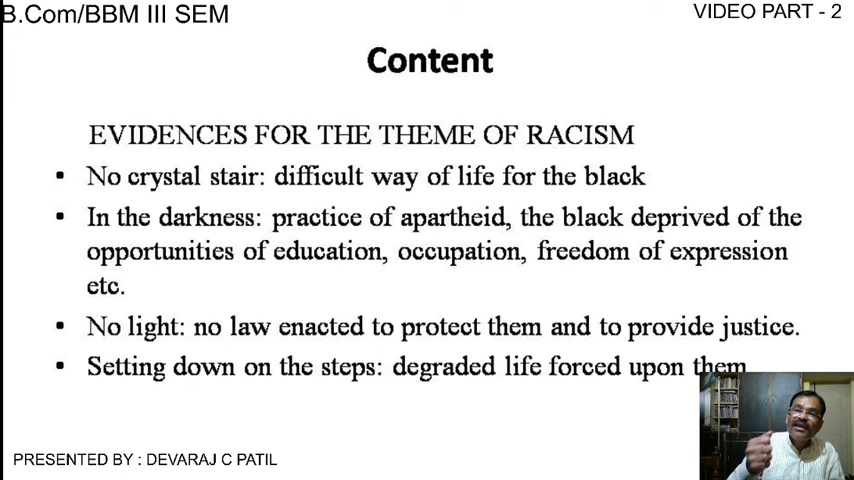 B.Com/BBM III SEM
VIDEO PART - 2
Content
EVIDENCES FOR THE THEME OF RACISM
▪ No crystal stair: difficult way of life for the black
▪ In the darkness: practice of apartheid, the black deprived of the
opportunities of education, occupation, freedom of expression
etc.
▪ No light: no law enacted to protect them and to provide justice.
▪ Setting down on the steps: degraded life forced upon them
PRESENTED BY : DEVARAJ C PATIL